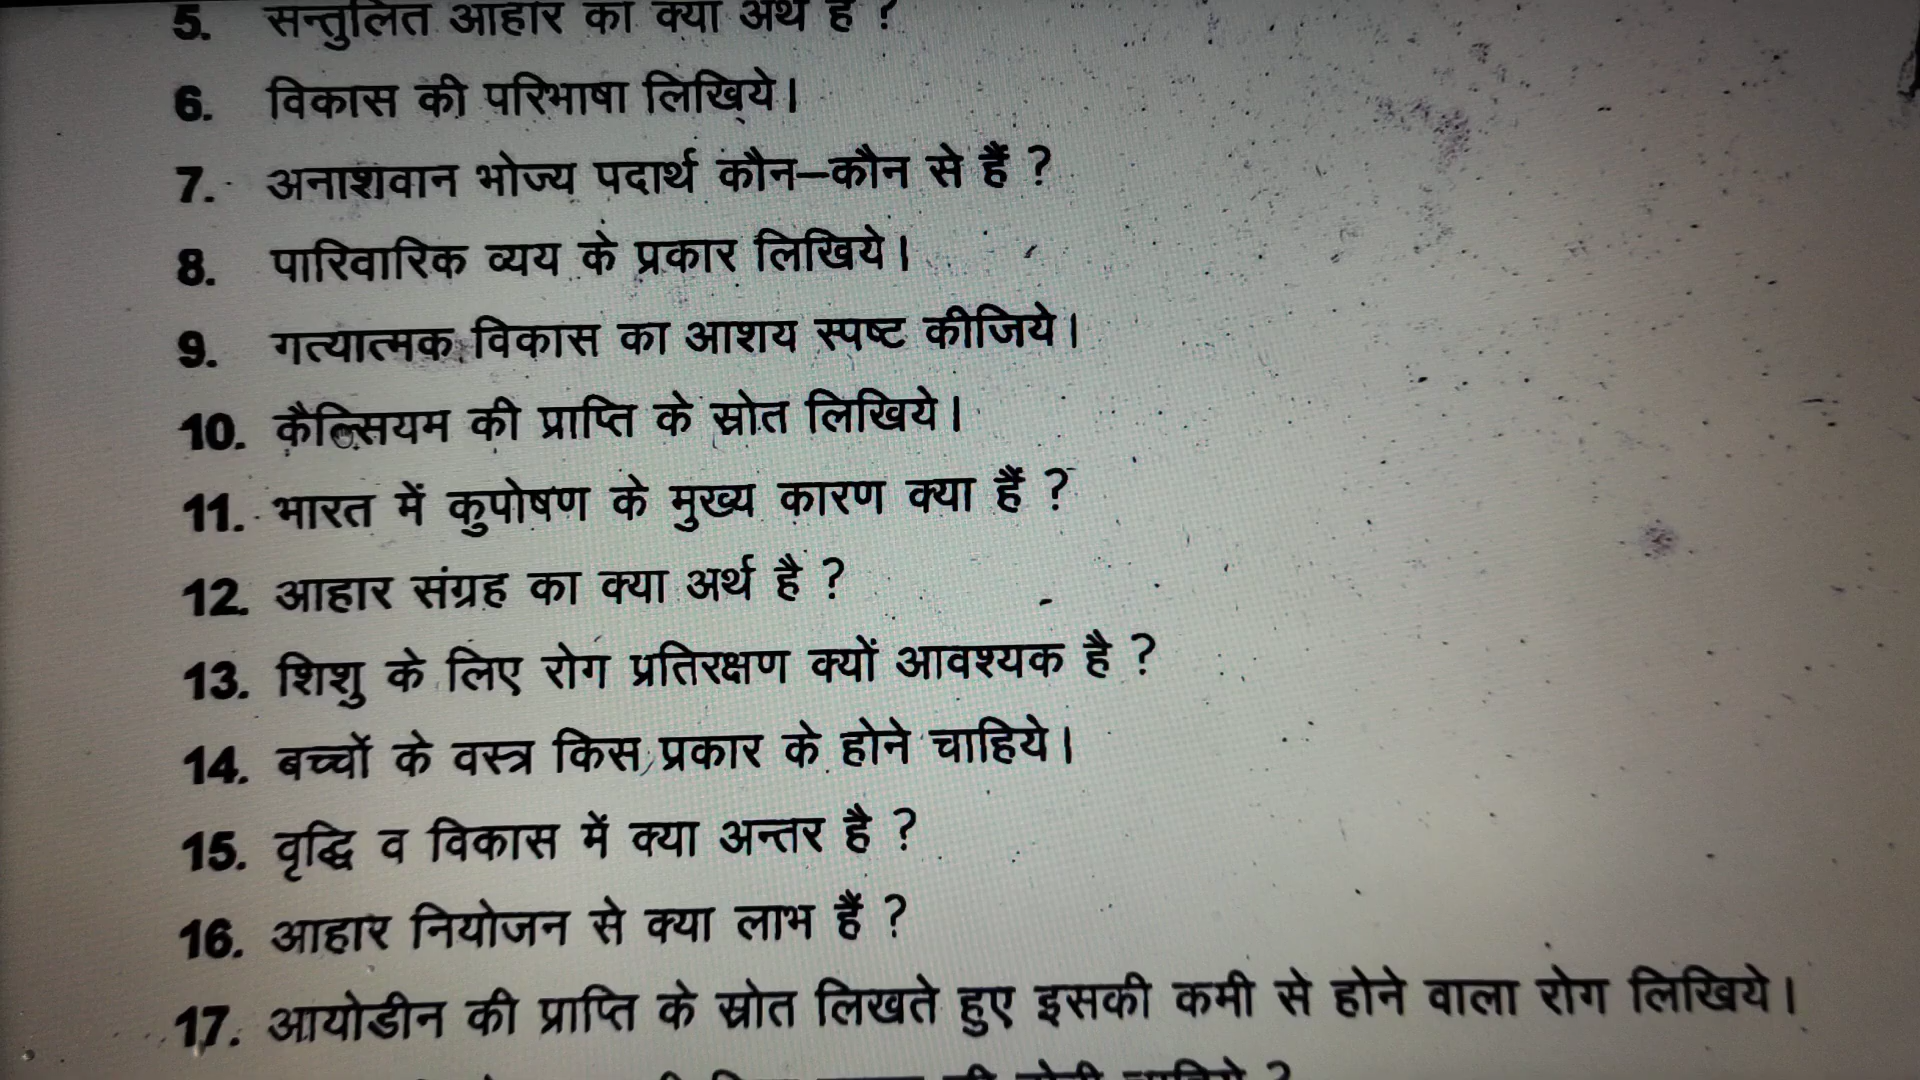 5. सन्तुलित आहार का क्या अर्थ है ?
6. विकास की परिभाषा लिखिये।
7. अनाशवान भोज्य पदार्थ कौन–कौन से हैं ?
8. पारिवारिक व्यय के प्रकार लिखिये।
9. गत्यात्मक विकास का आशय स्पष्ट कीजिये।
10. कैल्सियम की प्राप्ति के स्रोत लिखिये।
11. भारत में कुपोषण के मुख्य कारण क्या हैं ?
12. आहार संग्रह का क्या अर्थ है ?
13. शिशु के लिए रोग प्रतिरक्षण क्यों आवश्यक है ?
14. बच्चों के वस्त्र किस प्रकार के होने चाहिये।
15. वृद्धि व विकास में क्या अन्तर है ?
16. आहार नियोजन से क्या लाभ हैं ?
17. आयोडीन की प्राप्ति के स्रोत लिखते हुए इसकी कमी से होने वाला रोग लिखिये।